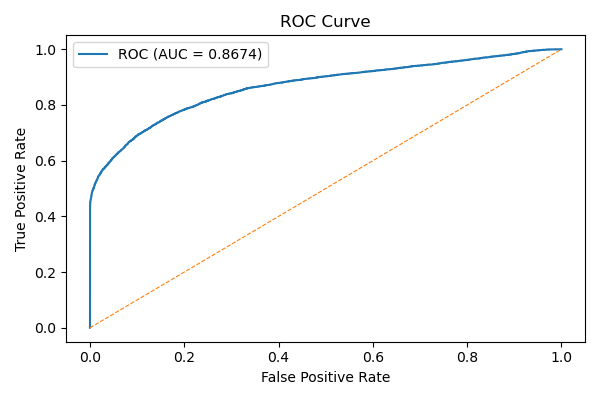 ROC Curve
ROC (AUC = 0.8674)
True Positive Rate
1.0
0.8
0.6
0.4
0.2
0.0
0.0 0.2 0.4 0.6 0.8 1.0
False Positive Rate